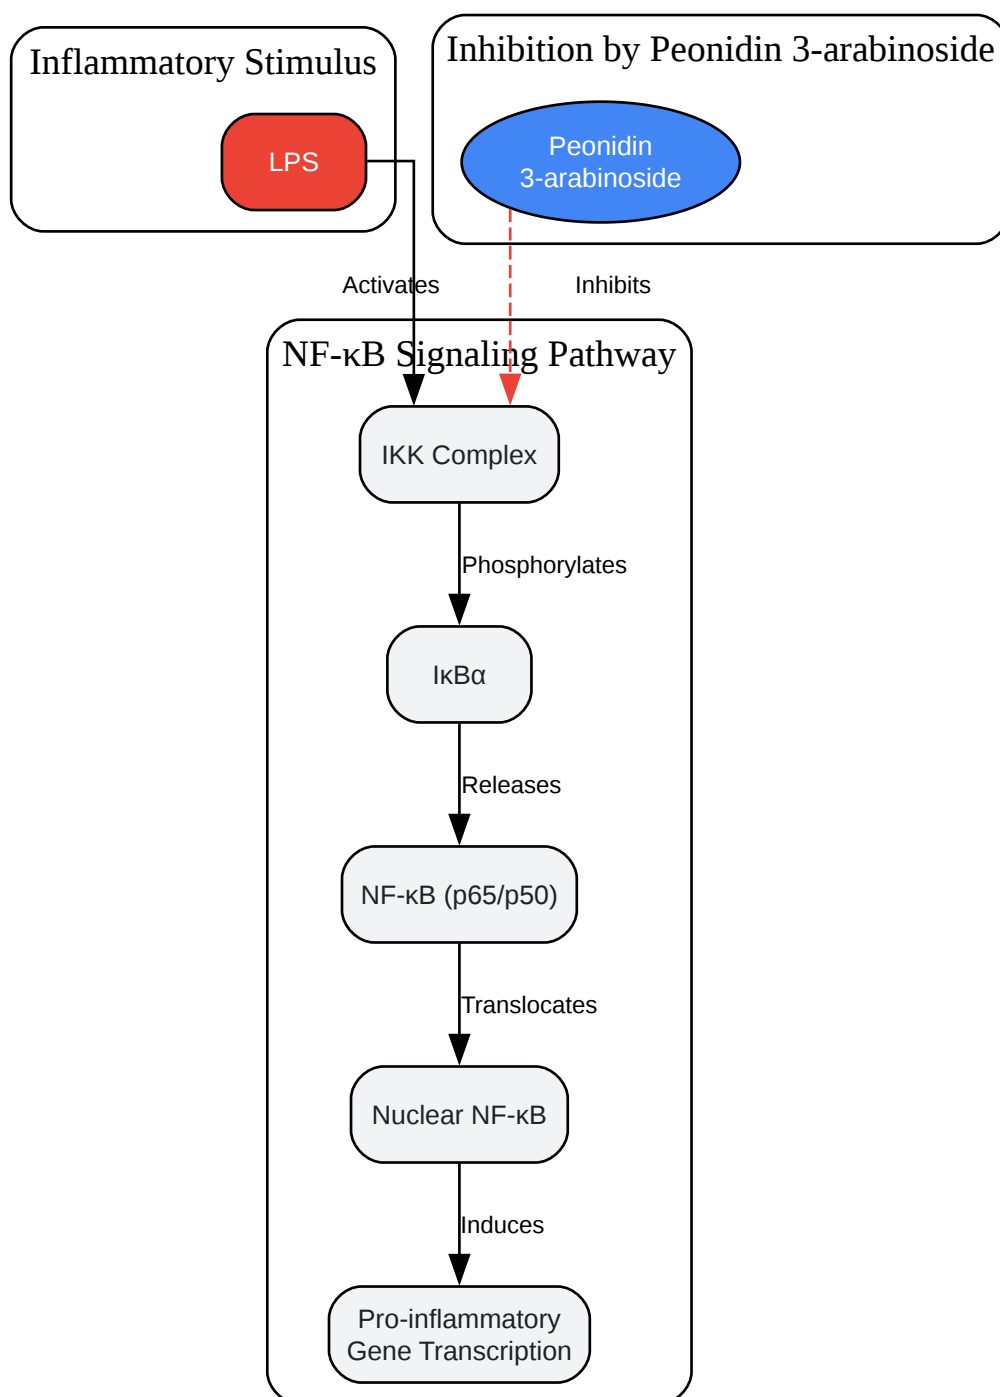 Inflammatory Stimulus
LPS
Inhibition by Peonidin 3-arabinoside
Peonidin
3-arabinoside
Activates
Inhibits
NF-κB Signaling Pathway
IKK Complex
Phosphorylates
IκBα
Releases
NF-κB (p65/p50)
Translocates
Nuclear NF-κB
Induces
Pro-inflammatory
Gene Transcription